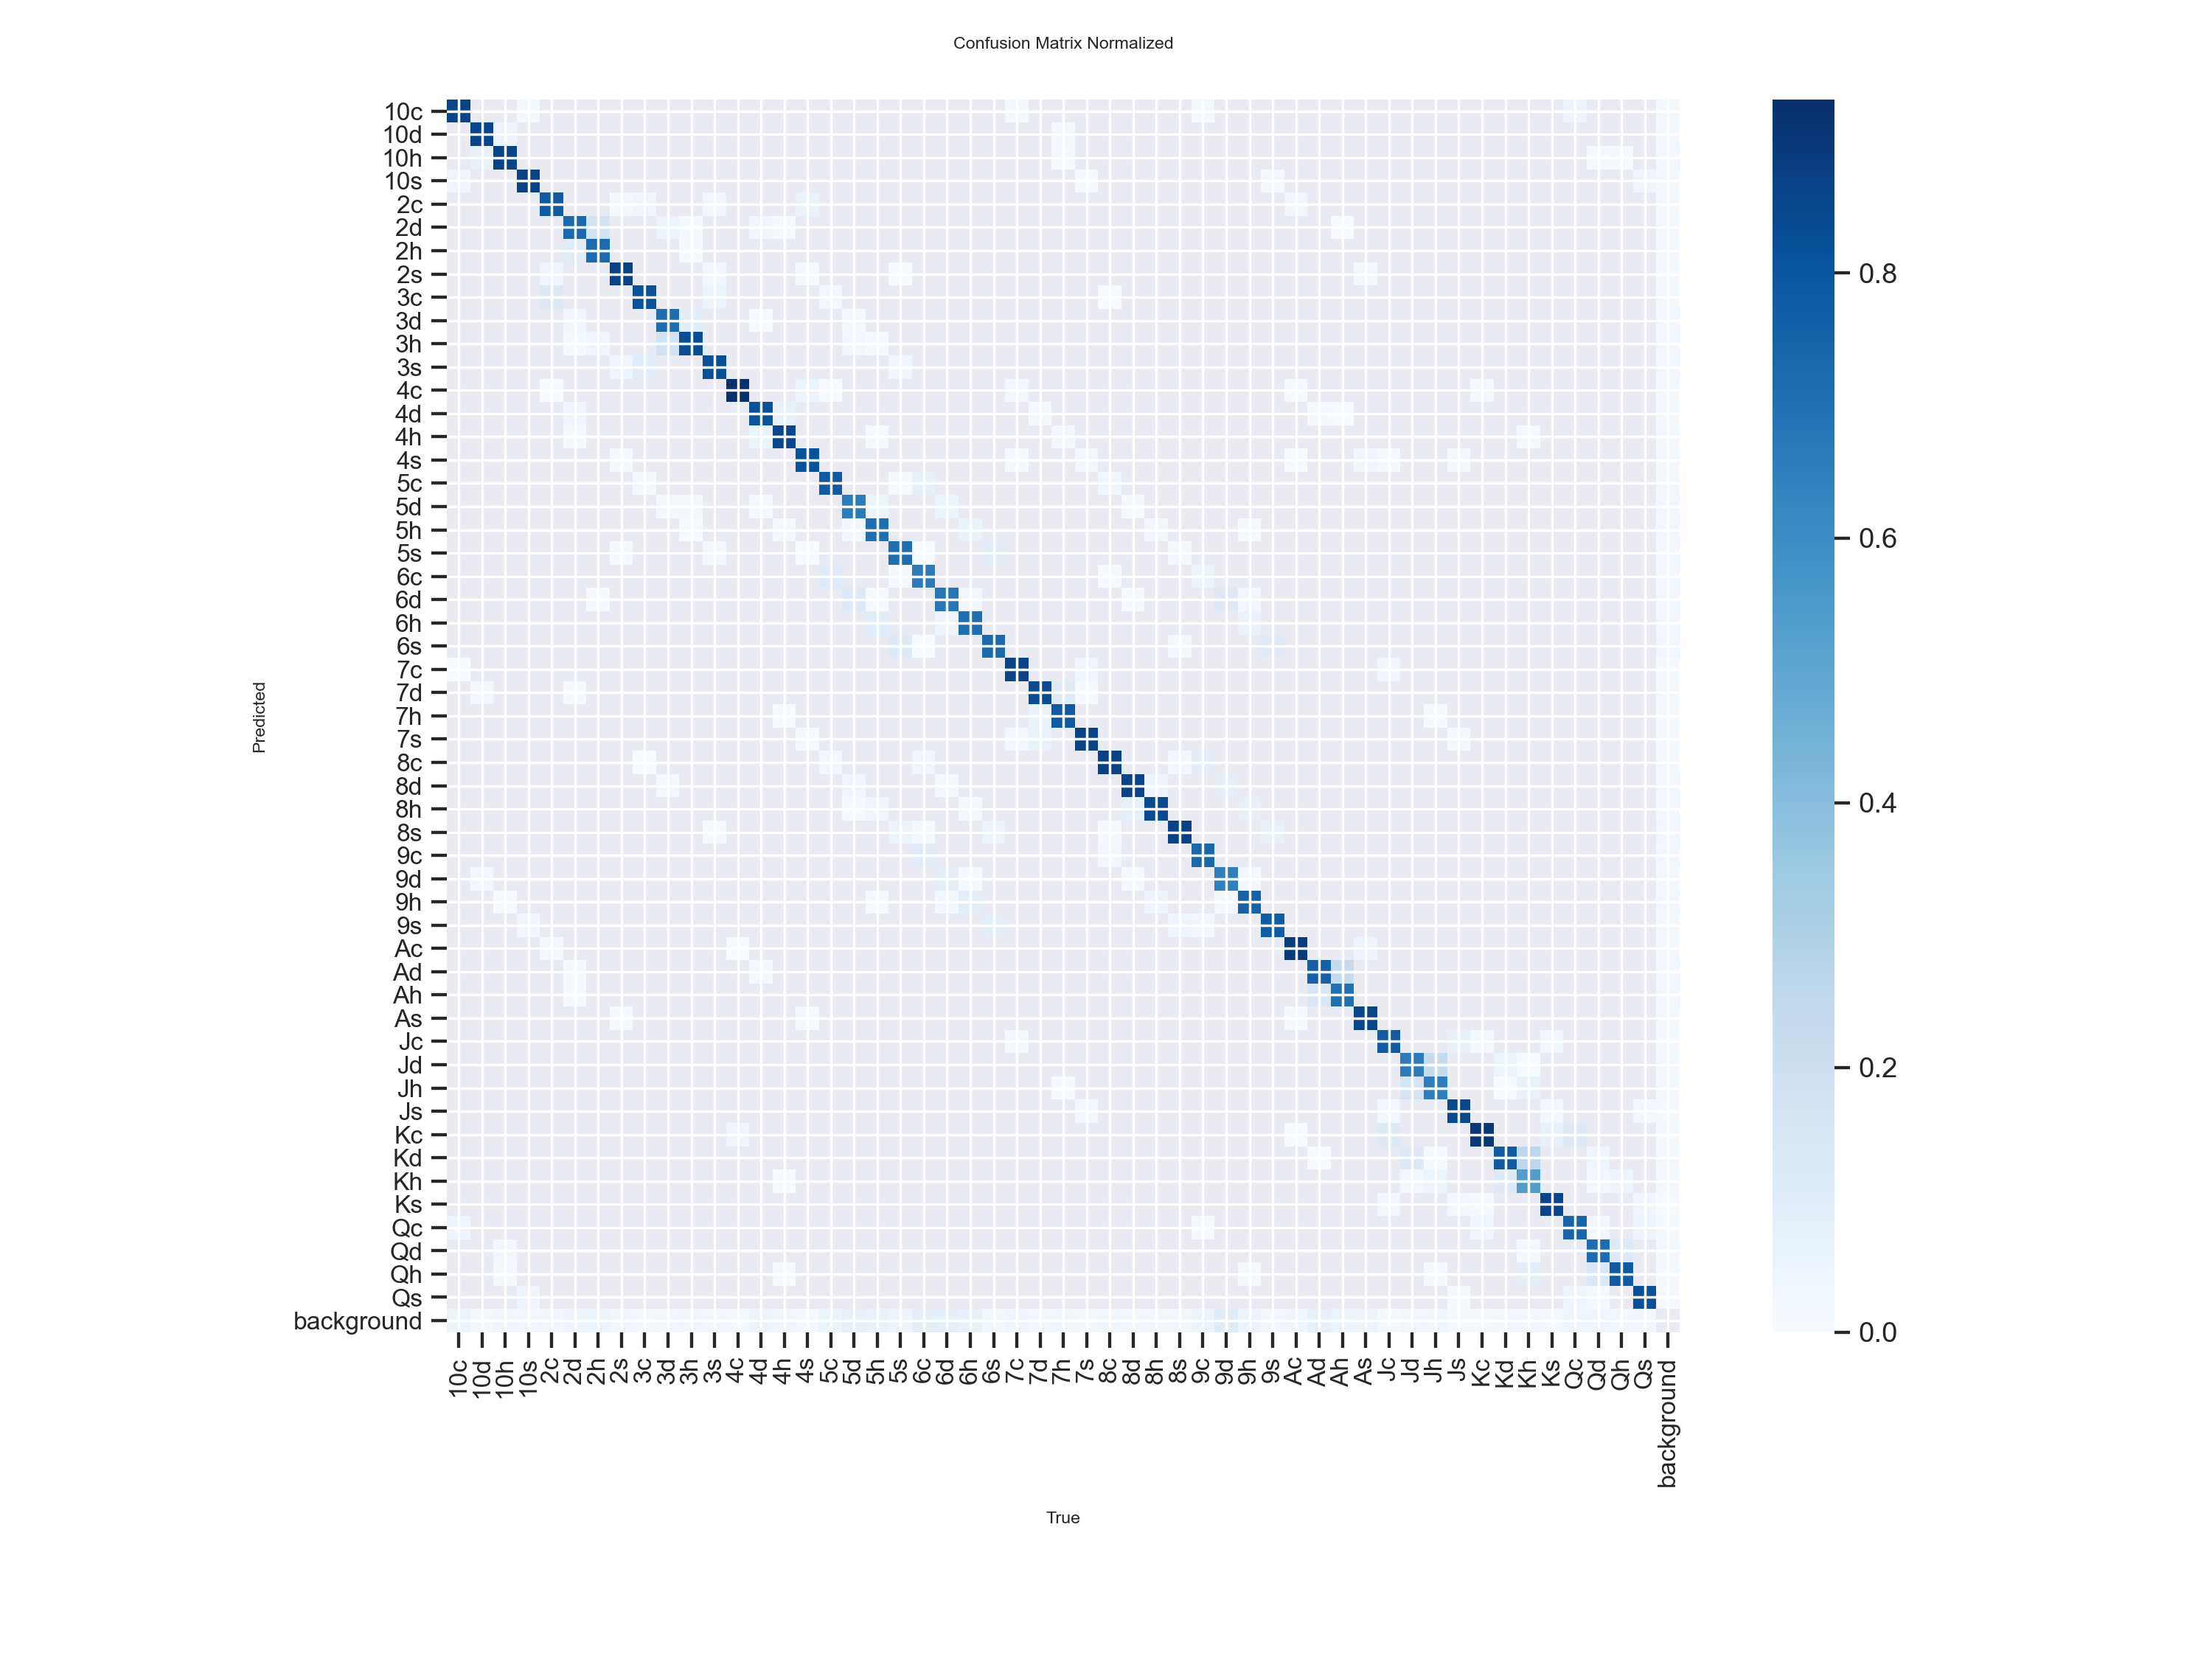 Confusion Matrix Normalized
10c
10d
10h
10s
2c
2d
2h
2s
3c
3d
3h
3s
4c
4d
4h
4s
5c
5d
5h
5s
6c
6d
6h
6s
7c
7d
7h
7s
8c
8d
8h
8s
9c
9d
9h
9s
Ac
Ad
Ah
As
Jc
Jd
Jh
Js
Kc
Kd
Kh
Ks
Qc
Qd
Qh
Qs
background
Predicted
10c
10d
10h
10s
2c
2d
2h
2s
3c
3d
3h
3s
4c
4d
4h
4s
5c
5d
5h
5s
6c
6d
6h
6s
7c
7d
7h
7s
8c
8d
8h
8s
9c
9d
9h
9s
Ac
Ad
Ah
As
Jc
Jd
Jh
Js
Kc
Kd
Kh
Ks
Qc
Qd
Qh
Qs
background
True
0.8
0.6
0.4
0.2
0.0